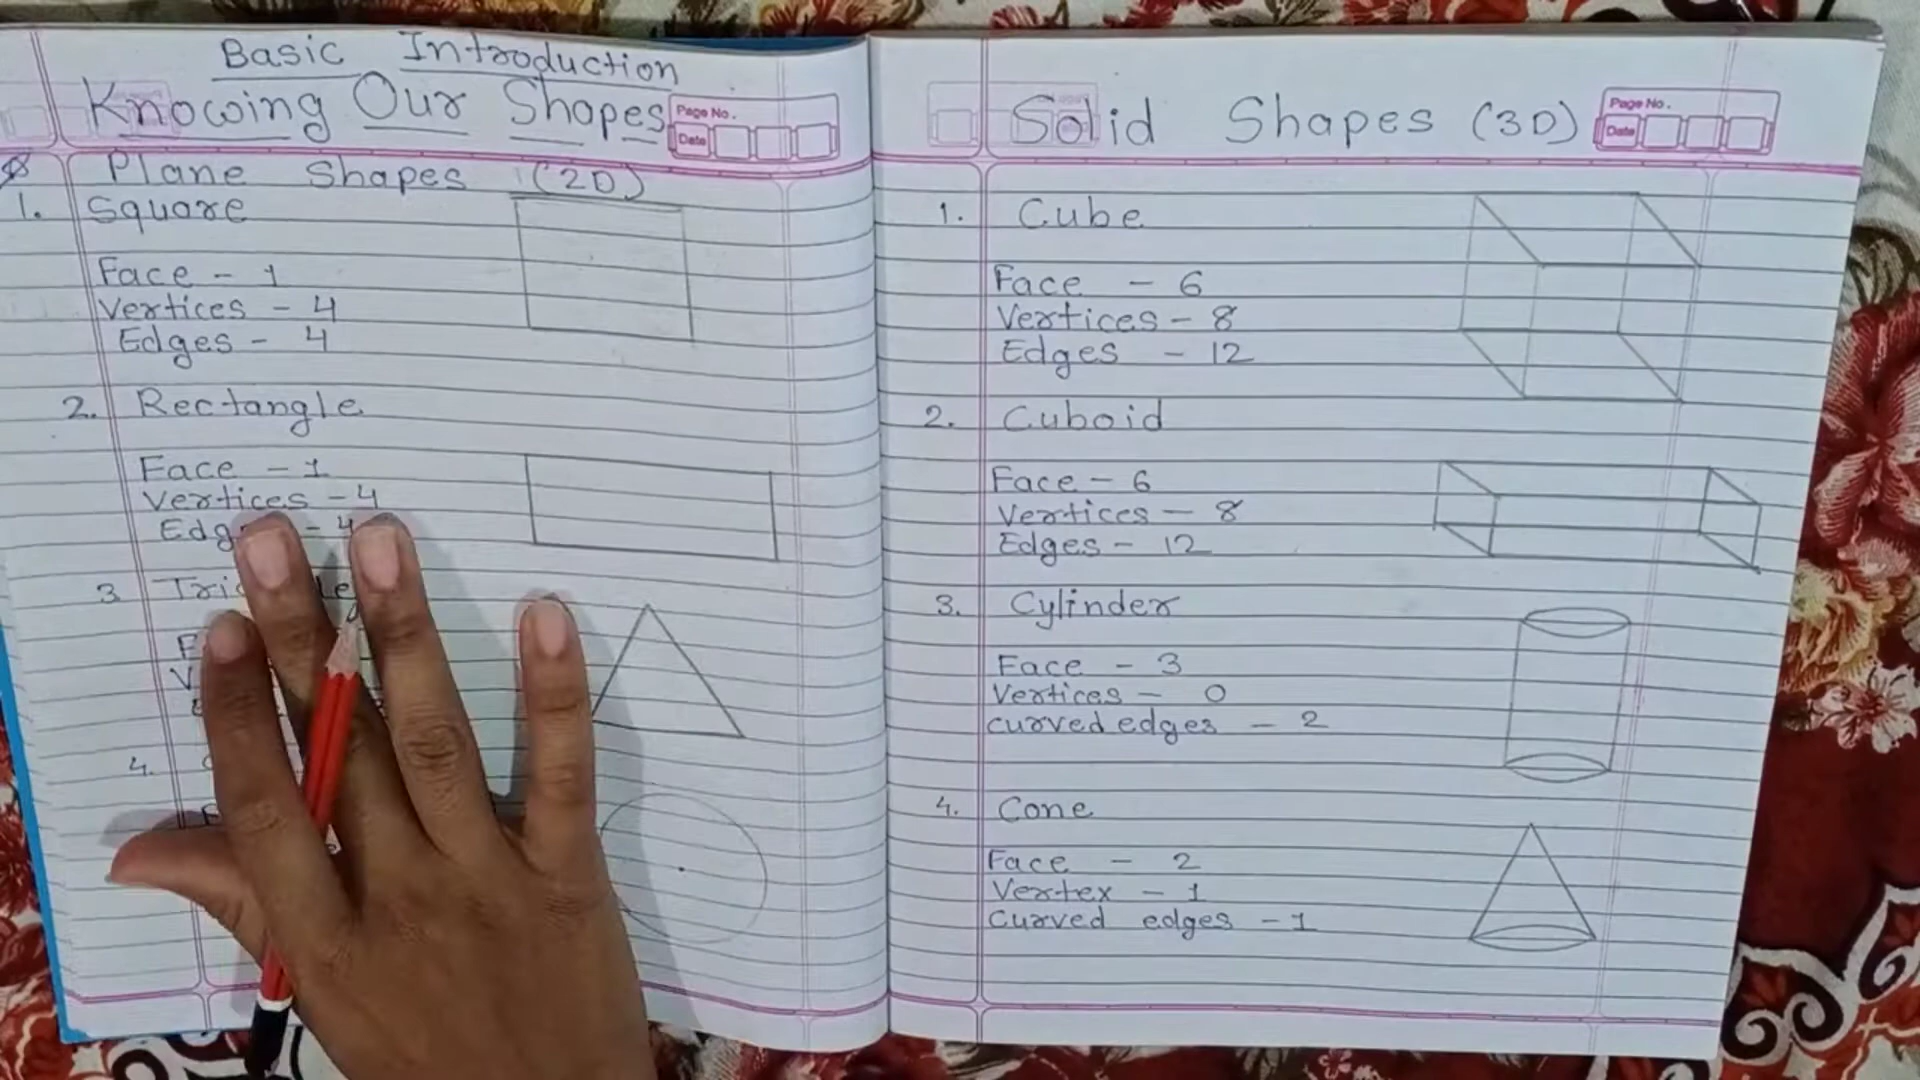 Basic Introduction
Knowing Our Shapes
Page No.
Date
Plane Shapes (2D)
1. Square
Face - 1
Vertices - 4
Edges - 4
2. Rectangle
Face - 1
Vertices - 4
- 4
3
4.
Solid Shapes (3D)
Page No.
Date
1. Cube
Face - 6
Vertices - 8
Edges - 12
2. Cuboid
Face - 6
Vertices - 8
Edges - 12
3. Cylinder
Face - 3
Vertices - 0
curved edges - 2
4. Cone
Face - 2
Vertex - 1
Curved edges - 1